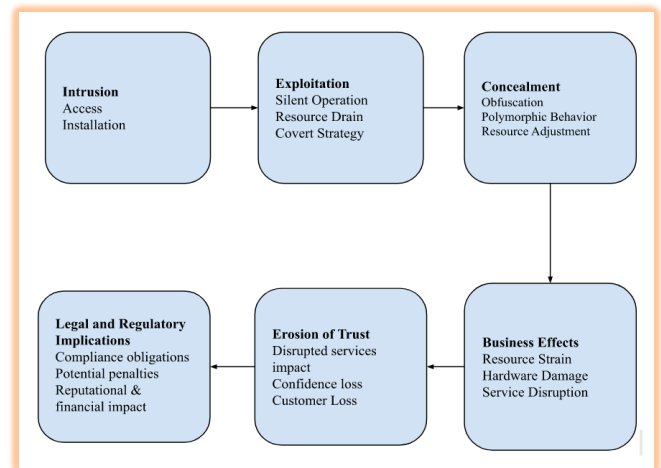 Intrusion
Access
Installation
Exploitation
Silent Operation
Resource Drain
Covert Strategy
Concealment
Obfuscation
Polymorphic Behavior
Resource Adjustment
Business Effects
Resource Strain
Hardware Damage
Service Disruption
Erosion of Trust
Disrupted services
impact
Confidence loss
Customer Loss
Legal and Regulatory
Implications
Compliance obligations
Potential penalties
Reputational &
financial impact